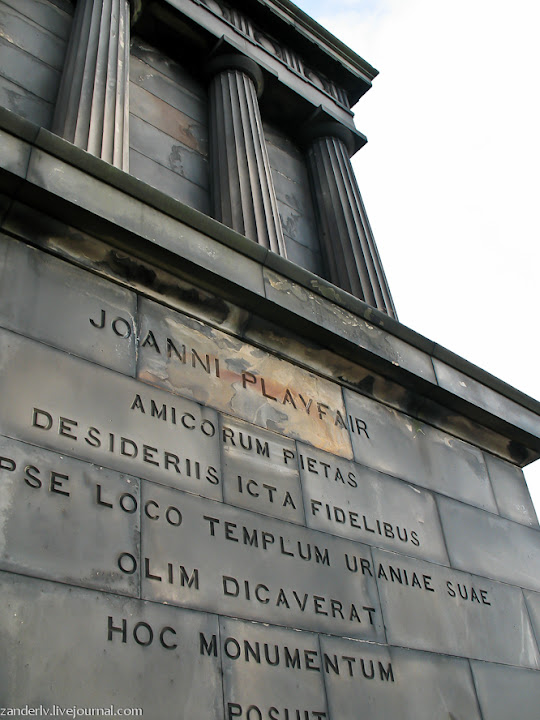 JOANNI PLAYFAIR
AMICORUM PIETAS
DESIDERIIS ICTA FIDELIBUS
PSE LOCO TEMPLUM URANIAE SUAE
OLIM DICAVERAT
HOC MONUMENTUM
POSUIT
zanderlv.livejournal.com